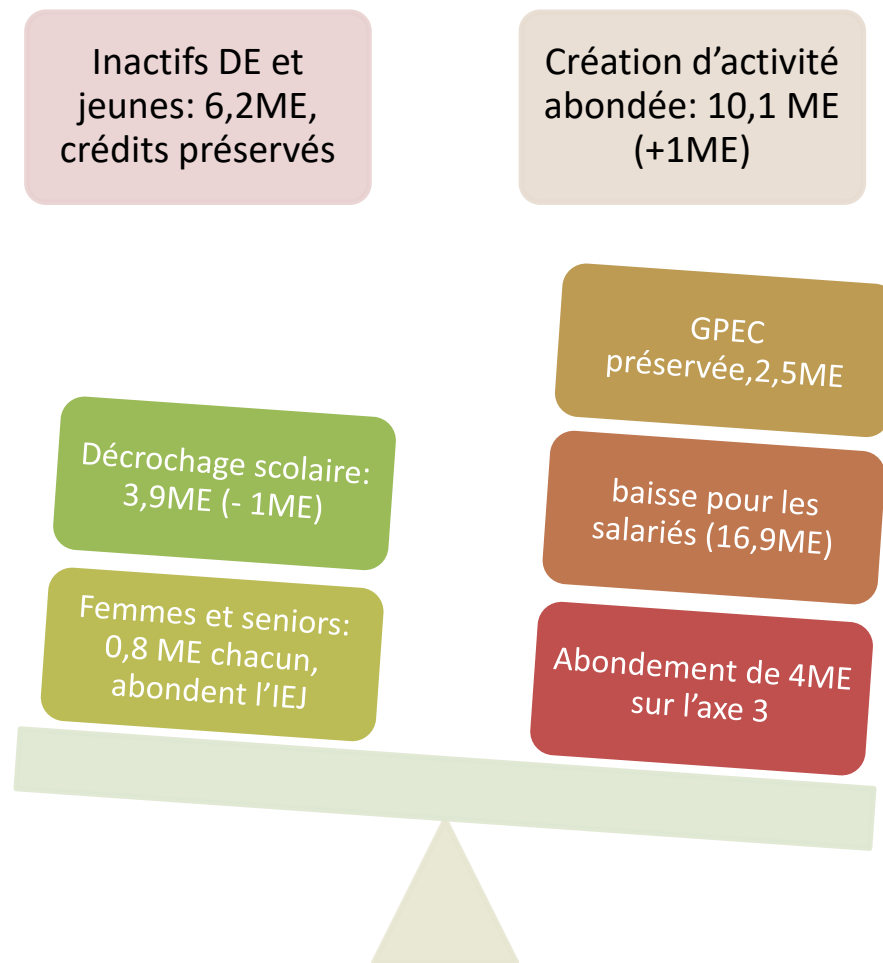 Inactifs DE et
jeunes: 6,2ME,
crédits préservés
Création d’activité
abondée: 10,1 ME
(+1ME)
GPEC
préservée,2,5ME
Décrochage scolaire:
3,9ME (- 1ME)
baisse pour les
salariés (16,9ME)
Femmes et seniors:
0,8 ME chacun,
abondent l’IEJ
Abondement de 4ME
sur l’axe 3